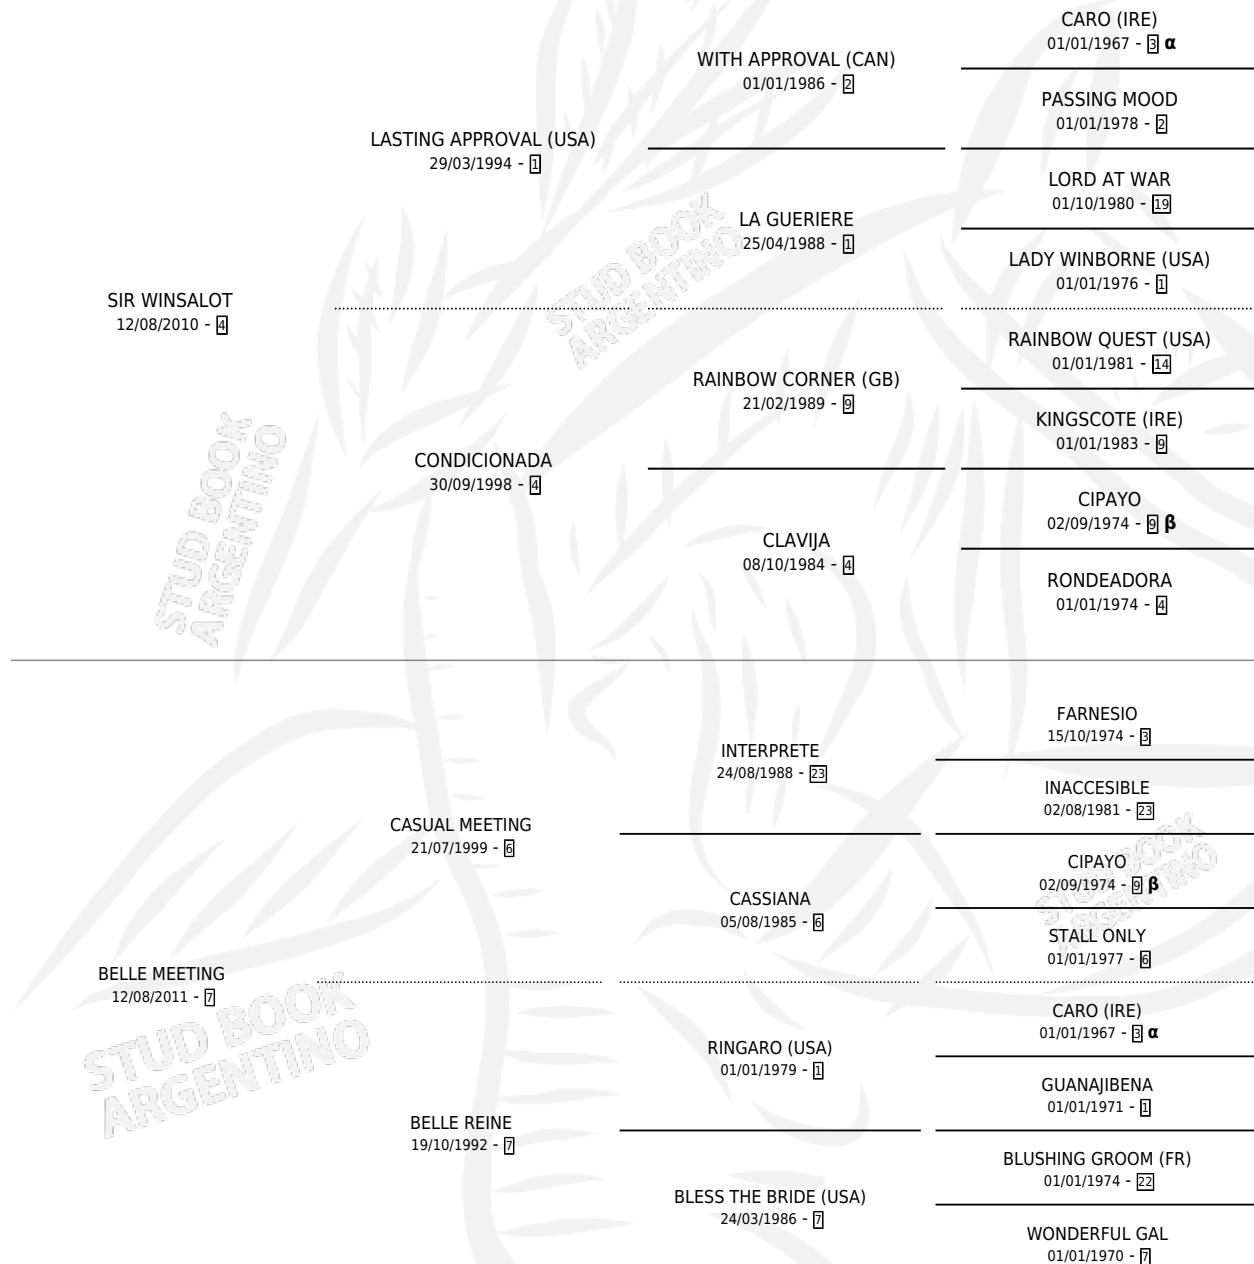 CARO (IRE)
01/01/1967 - 3 α
WITH APPROVAL (CAN)
01/01/1986 - 2
PASSING MOOD
01/01/1978 - 2
LASTING APPROVAL (USA)
29/03/1994 - 1
LORD AT WAR
01/10/1980 - 19
LA GUERIERE
25/04/1988 - 1
LADY WINBORNE (USA)
01/01/1976 - 1
SIR WINSALOT
12/08/2010 - 4
RAINBOW QUEST (USA)
01/01/1981 - 14
RAINBOW CORNER (GB)
21/02/1989 - 9
KINGSCOTE (IRE)
01/01/1983 - 9
CONDICIONADA
30/09/1998 - 4
CIPAYO
02/09/1974 - 9 β
CLAVIJA
08/10/1984 - 4
RONDEADORA
01/01/1974 - 4
FARNESIO
15/10/1974 - 3
INTERPRETE
24/08/1988 - 23
INACCESIBLE
02/08/1981 - 23
CASUAL MEETING
21/07/1999 - 6
CIPAYO
02/09/1974 - 9 β
CASSIANA
05/08/1985 - 6
STALL ONLY
01/01/1977 - 6
BELLE MEETING
12/08/2011 - 7
CARO (IRE)
01/01/1967 - 3 α
RINGARO (USA)
01/01/1979 - 1
GUANAJIBENA
01/01/1971 - 1
BELLE REINE
19/10/1992 - 7
BLUSHING GROOM (FR)
01/01/1974 - 22
BLESS THE BRIDE (USA)
24/03/1986 - 7
WONDERFUL GAL
01/01/1970 - 7
STUD BOOK
ARGENTINO
STUD BOOK
ARGENTINO
STUD BOOK
ARGENTINO
STUD BOOK
ARGENTINO